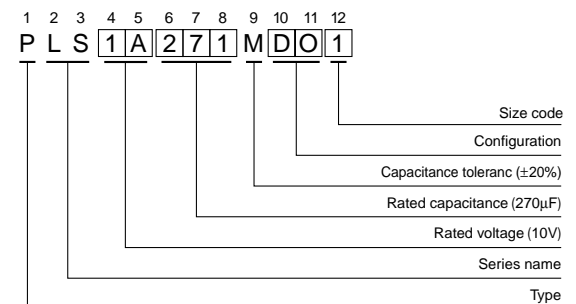 1 2 3 4 5 6 7 8 9 10 11 12
P L S 1 A 2 7 1 M D O 1
Size code
Configuration
Capacitance toleranc (±20%)
Rated capacitance (270µF)
Rated voltage (10V)
Series name
Type